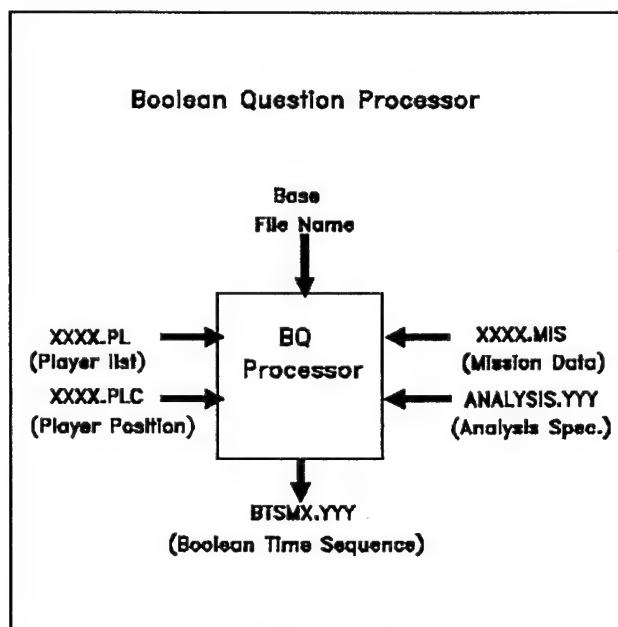 Boolean Question Processor
Base
File Name
XXXX.PL
(Player list)
XXXX.PLC
(Player Position)
BQ
Processor
XXXX.MIS
(Mission Data)
ANALYSIS.YYY
(Analysis Spec.)
BTSMX.YYY
(Boolean Time Sequence)